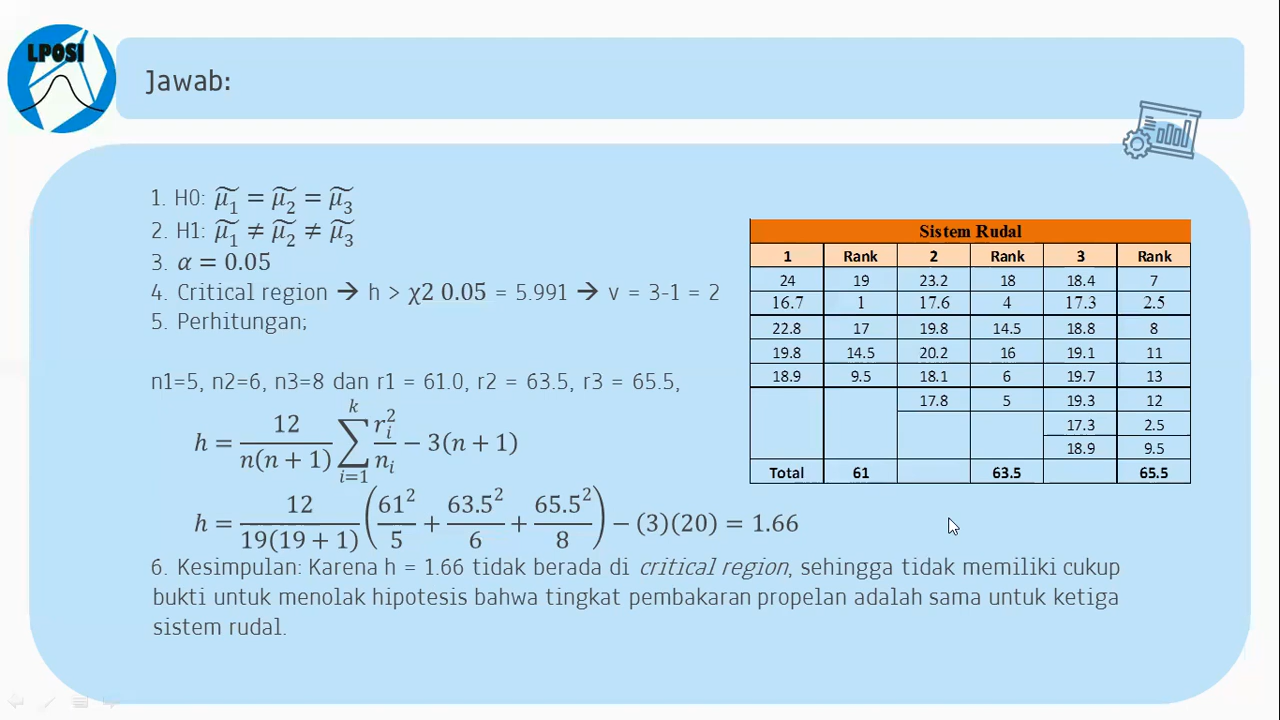 LPOSI
Jawab:
1. H0: μ̃₁ = μ̃₂ = μ̃₃
2. H1: μ̃₁ ≠ μ̃₂ ≠ μ̃₃
3. α = 0.05
4. Critical region → h > χ2 0.05 = 5.991 → v = 3-1 = 2
5. Perhitungan;
n1=5, n2=6, n3=8 dan r1 = 61.0, r2 = 63.5, r3 = 65.5,
h = 12/(n(n + 1)) ∑_{i=1}^{k} r_i²/n_i − 3(n + 1)
h = 12/(19(19 + 1)) (61²/5 + 63.5²/6 + 65.5²/8) − (3)(20) = 1.66
6. Kesimpulan: Karena h = 1.66 tidak berada di critical region, sehingga tidak memiliki cukup
bukti untuk menolak hipotesis bahwa tingkat pembakaran propelan adalah sama untuk ketiga
sistem rudal.
Sistem Rudal
1 Rank 2 Rank 3 Rank
24 19 23.2 18 18.4 7
16.7 1 17.6 4 17.3 2.5
22.8 17 19.8 14.5 18.8 8
19.8 14.5 20.2 16 19.1 11
18.9 9.5 18.1 6 19.7 13
17.8 5 19.3 12
17.3 2.5
18.9 9.5
Total 61 63.5 65.5